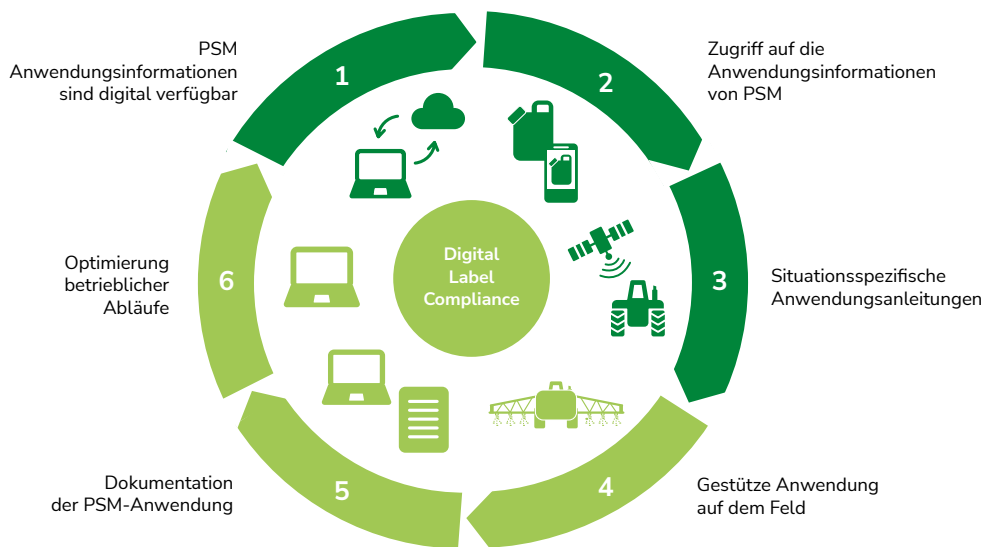 1
PSM
Anwendungsinformationen
sind digital verfügbar
2
Zugriff auf die
Anwendungsinformationen
von PSM
3
Situationsspezifische
Anwendungsanleitungen
4
Gestütze Anwendung
auf dem Feld
5
Dokumentation
der PSM-Anwendung
6
Optimierung
betrieblicher
Abläufe
Digital
Label
Compliance